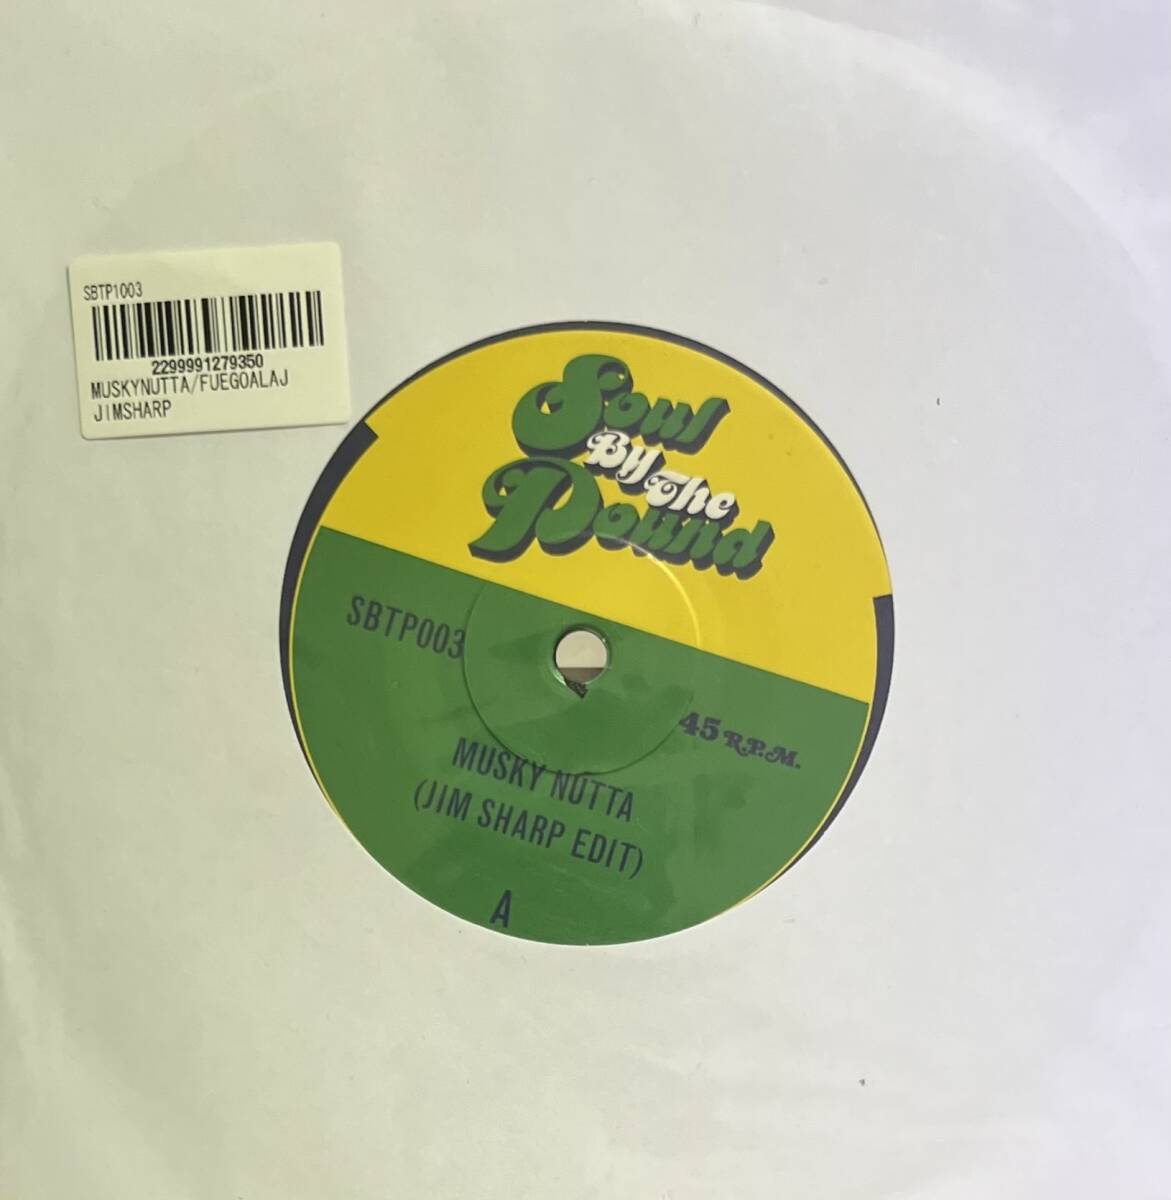 SBTP1003
2299991279350
MUSKYNUTTA/FUEGOALAJ
JIMSHARP
Soul
By The
Pound
SBTP003
45 R.P.M.
MUSKY NUTTA
(JIM SHARP EDIT)
A